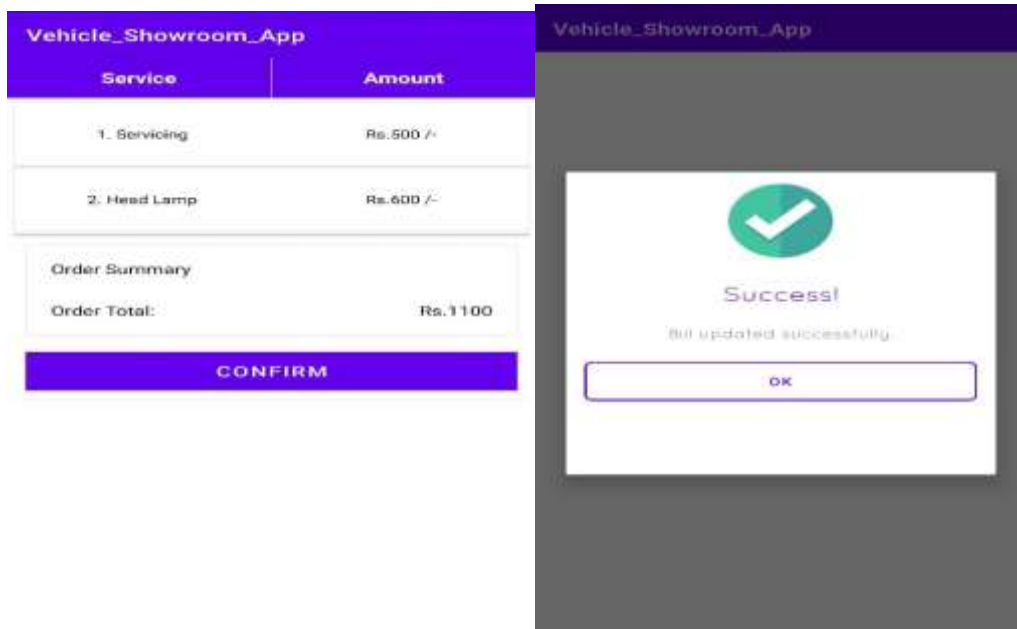 Vehicle_Showroom_App
Service Amount
1. Servicing Rs.500 /-
2. Head Lamp Rs.600 /-
Order Summary
Order Total: Rs.1100
CONFIRM
Vehicle_Showroom_App
Success!
Bill updated successfully.
OK